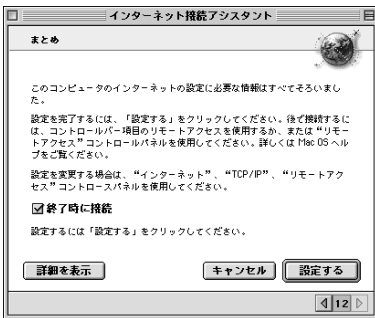 インターネット接続アシスタント
まとめ
このコンピュータのインターネットの設定に必要な情報はすべてそろいまし
た。
設定を完了するには、「設定する」をクリックしてください。後で接続するに
は、コントロールバー項目のリモートアクセスを使用するか、または“リモー
トアクセス”コントロールパネルを使用してください。詳しくは Mac OS ヘル
プをご覧ください。
設定を変更する場合は、“インターネット”、“TCP/IP”、“リモートアク
セス”コントロールパネルを使用してください。
終了時に接続
設定するには「設定する」をクリックしてください。
詳細を表示
キャンセル
設定する
12